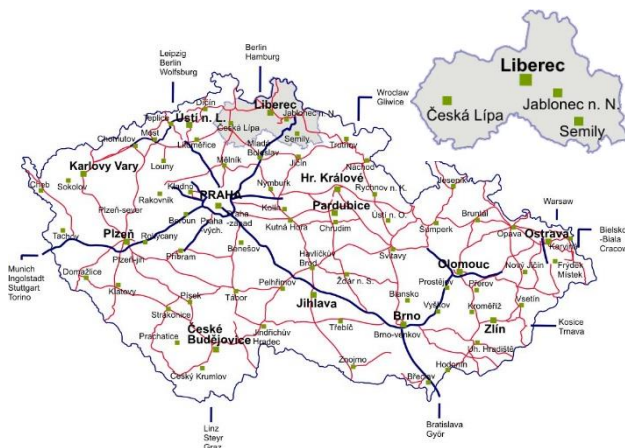 Leipzig
Berlin
Wolfsburg
Berlin
Hamburg
Wroclaw
Gliwice
Liberec
Česká Lípa
Jablonec n. N.
Semily
Děčín
Teplice
Ústí n. L.
Liberec
Jablonec n. N.
Most
Česká Lípa
Chomutov
Litoměřice
Mladá
Boleslav
Semily
Trutnov
Louny
Mělník
Jičín
Náchod
Karlovy Vary
Cheb
Sokolov
Kladno
Rakovník
PRAHA
Nymburk
Hr. Králové
Rychnov n. K.
Jeseník
Plzeň-sever
Beroun
Praha
-vých.
Praha
-západ
Kolín
Pardubice
Kutná Hora
Chrudim
Ústí n. O.
Šumperk
Bruntál
Opava
Warsaw
Bielsko
-Biala
Cracow
Ostrava
Karviná
Tachov
Plzeň
Rokycany
Plzeň-jih
Příbram
Benešov
Havlíčkův
Brod
Svitavy
Olomouc
Nový Jičín
Frýdek
Místek
Munich
Ingolstadt
Stuttgart
Torino
Domažlice
Klatovy
Písek
Tábor
Pelhřimov
Žďár n. S.
Prostějov
Přerov
Jihlava
Blansko
Vyškov
Kroměříž
Vsetín
Strakonice
Prachatice
České
Budějovice
Jindřichův
Hradec
Třebíč
Brno
Brno-venkov
Zlín
Uh. Hradiště
Kosice
Trnava
Český Krumlov
Znojmo
Hodonín
Břeclav
Linz
Steyr
Graz
Bratislava
Győr